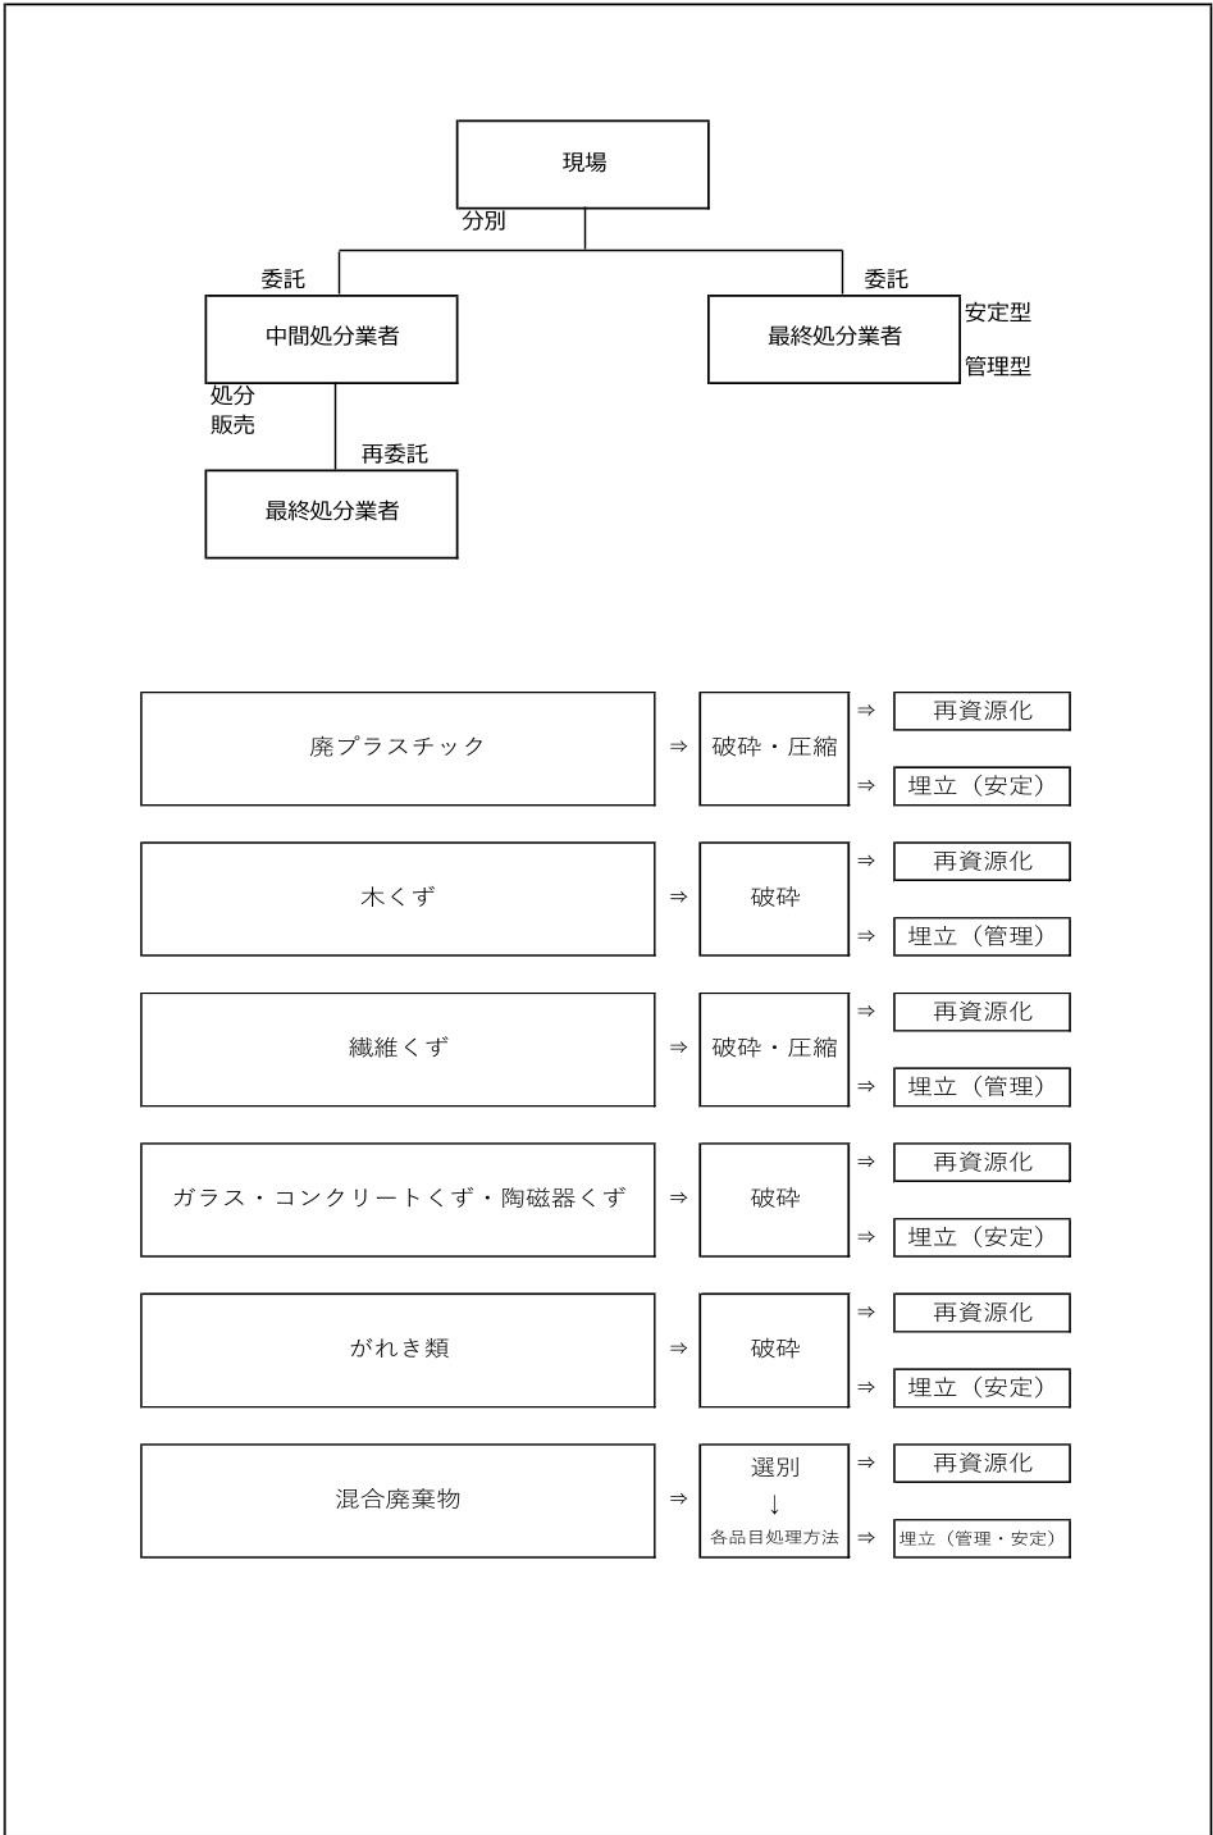 現場
分別
委託
委託
中間処分業者
最終処分業者
安定型
管理型
処分
販売
再委託
最終処分業者
廃プラスチック
⇒
破砕・圧縮
⇒
再資源化
⇒
埋立（安定）
木くず
⇒
破砕
⇒
再資源化
⇒
埋立（管理）
繊維くず
⇒
破砕・圧縮
⇒
再資源化
⇒
埋立（管理）
ガラス・コンクリートくず・陶磁器くず
⇒
破砕
⇒
再資源化
⇒
埋立（安定）
がれき類
⇒
破砕
⇒
再資源化
⇒
埋立（安定）
混合廃棄物
⇒
選別
↓
各品目処理方法
⇒
再資源化
⇒
埋立（管理・安定）